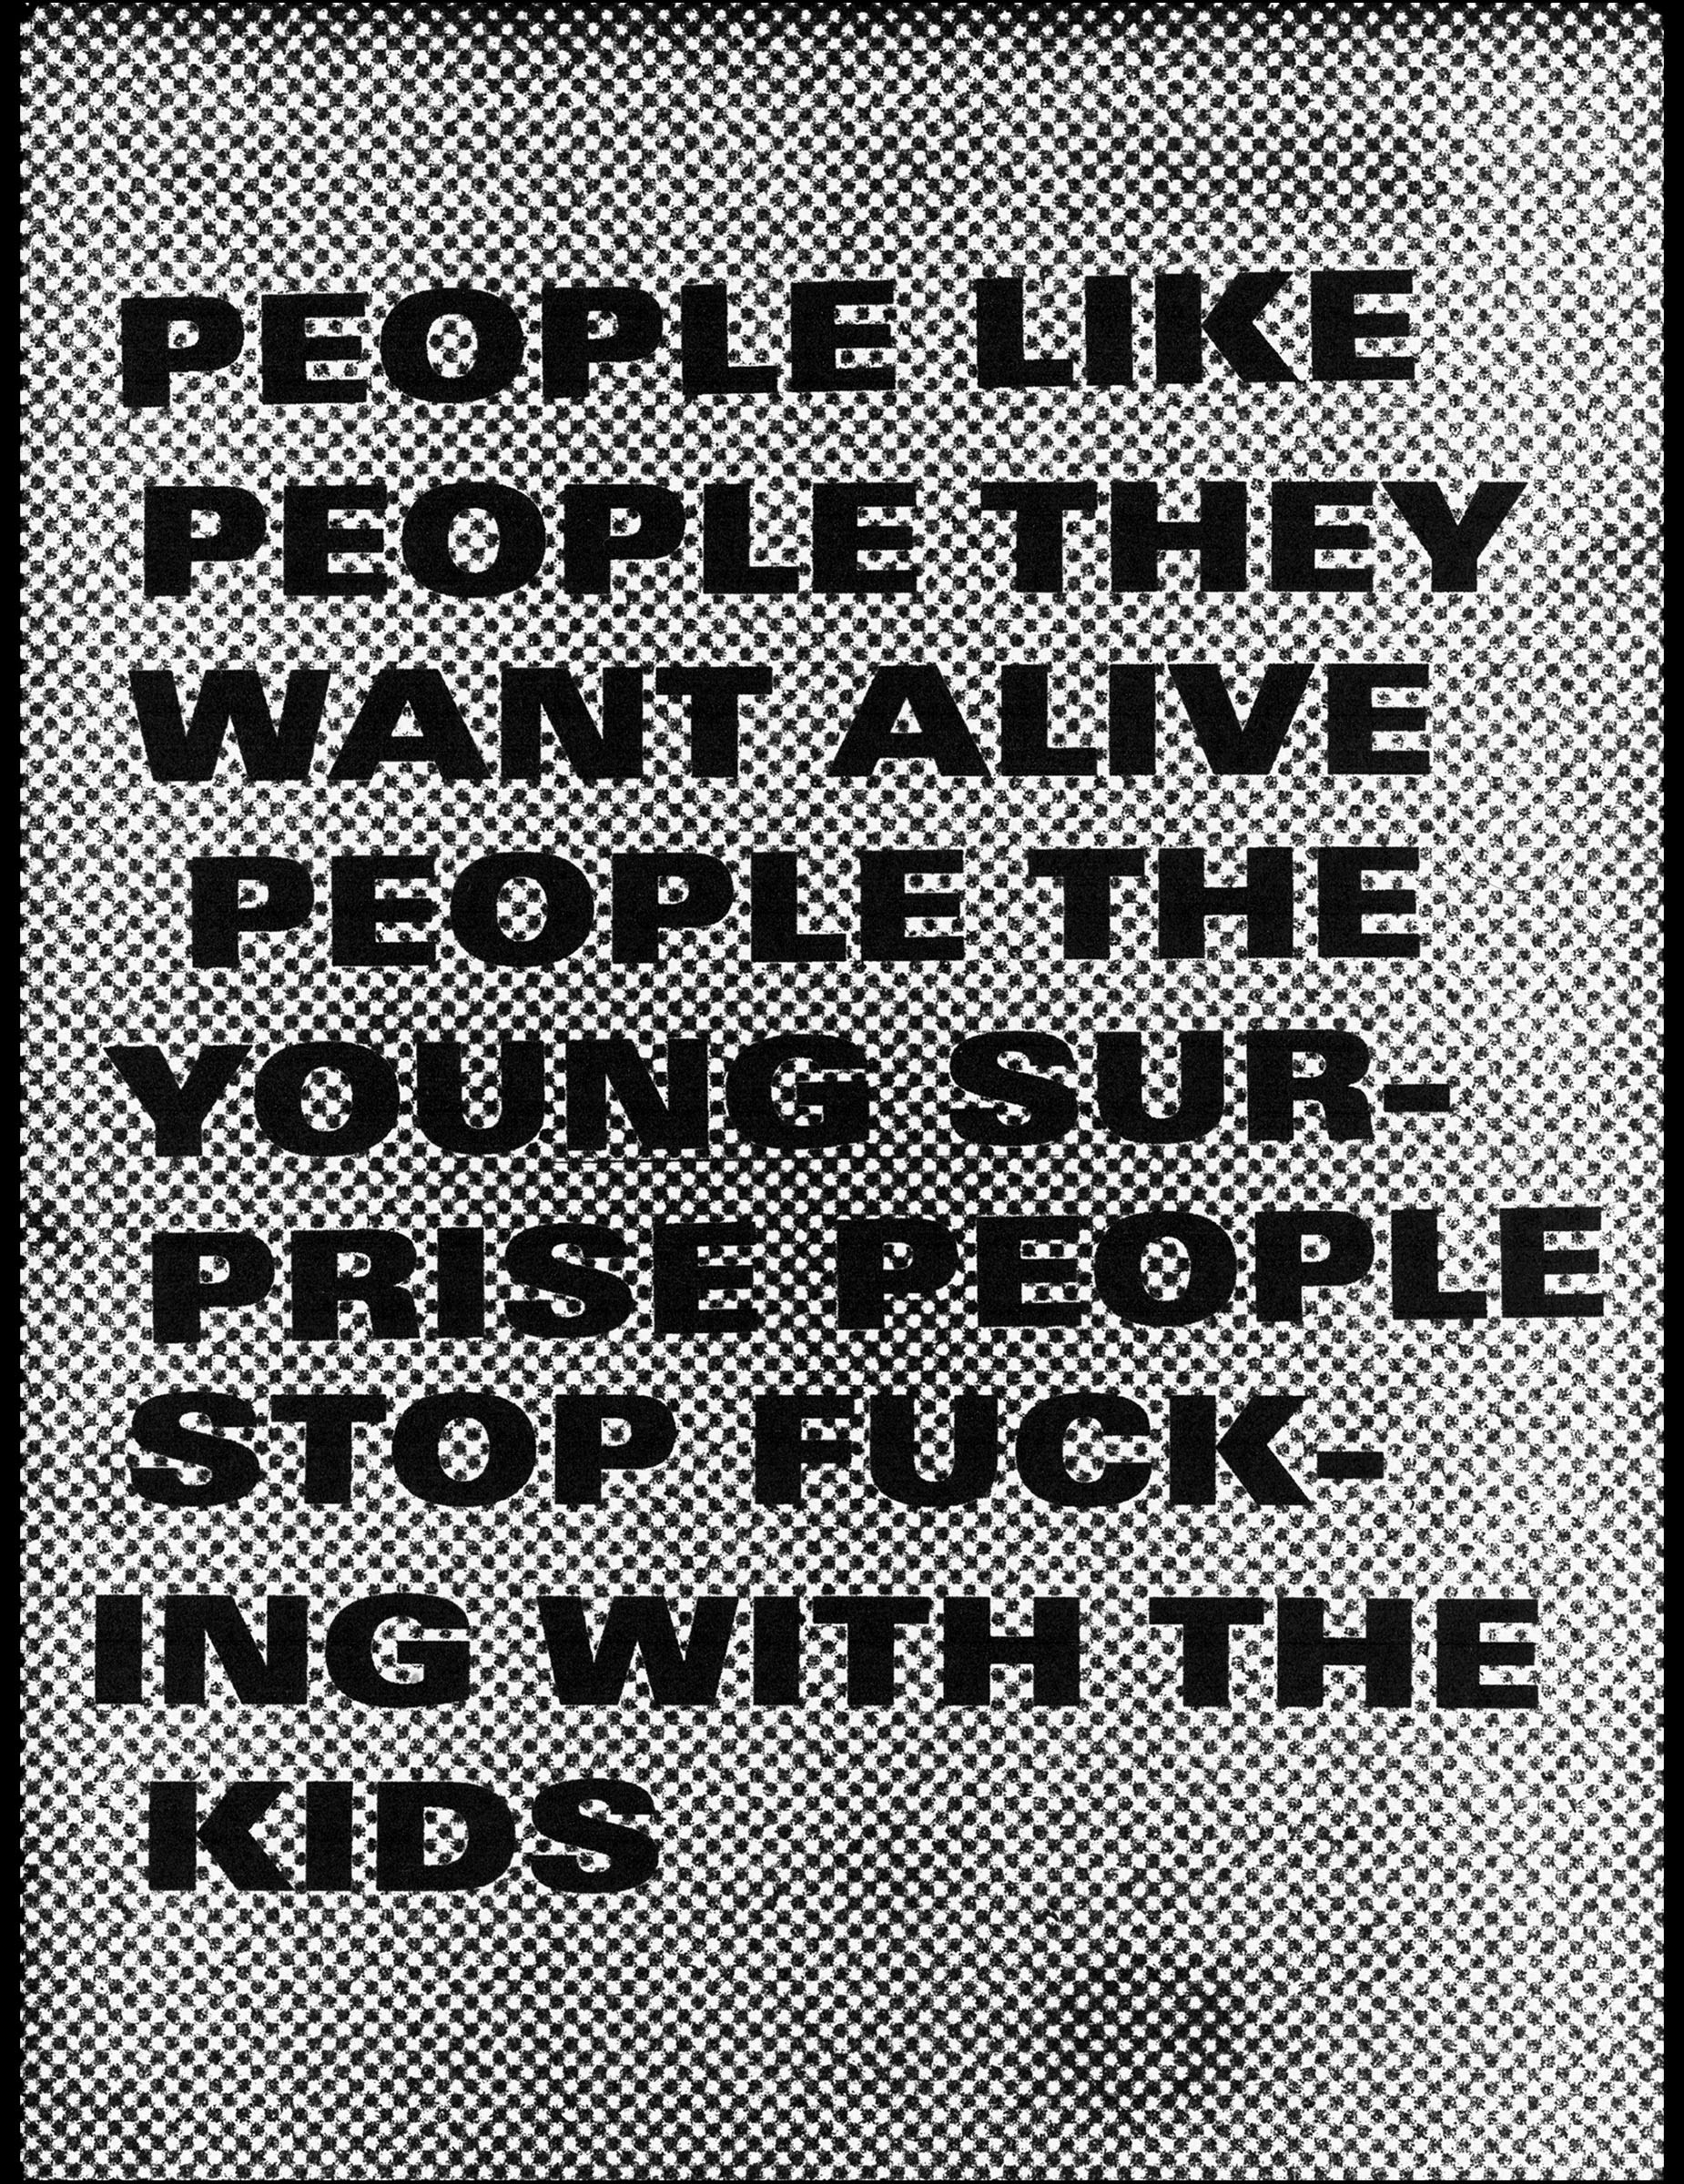 PEOPLE LIKE
PEOPLE THEY
WANT ALIVE
PEOPLE THE
YOUNG SUR-
PRISE PEOPLE
STOP FUCK-
ING WITH THE
KIDS